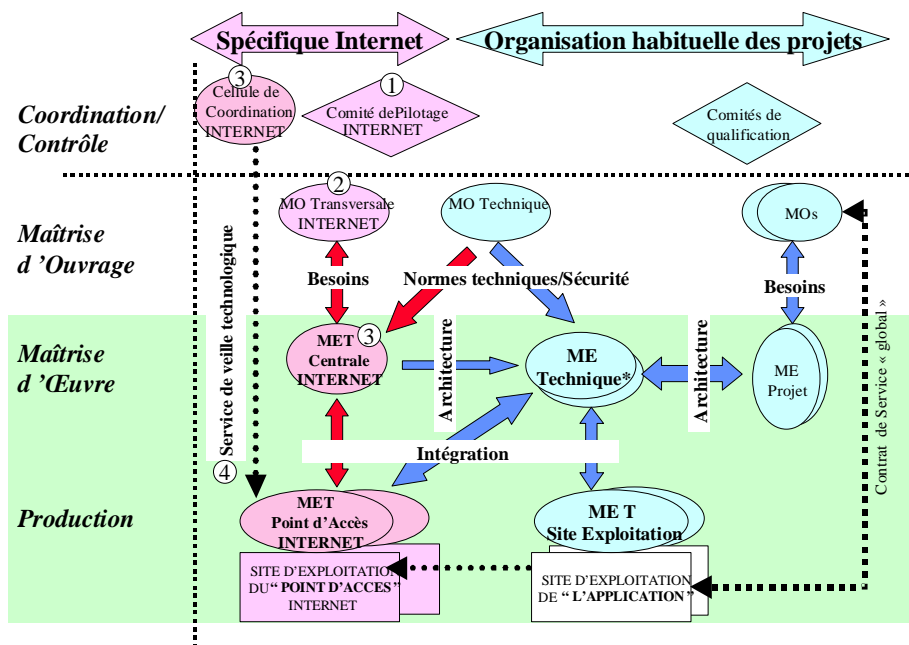 Spécifique Internet
Organisation habituelle des projets
3
Cellule de
Coordination
INTERNET
1
Comité dePilotage
INTERNET
Comités de
qualification
Coordination/
Contrôle
2
MO Transversale
INTERNET
MO Technique
MOs
Maîtrise
d ’Ouvrage
Besoins
Normes techniques/Sécurité
Besoins
Service de veille technologique
4
Contrat de Service « global »
Maîtrise
d ’Œuvre
3
MET
Centrale
INTERNET
Architecture
ME
Technique*
Architecture
ME
Projet
Intégration
Production
MET
Point d’Accès
INTERNET
ME T
Site Exploitation
SITE D'EXPLOITATION
DU “ POINT D'ACCES”
INTERNET
SITE D'EXPLOITATION
DE “ L'APPLICATION ”